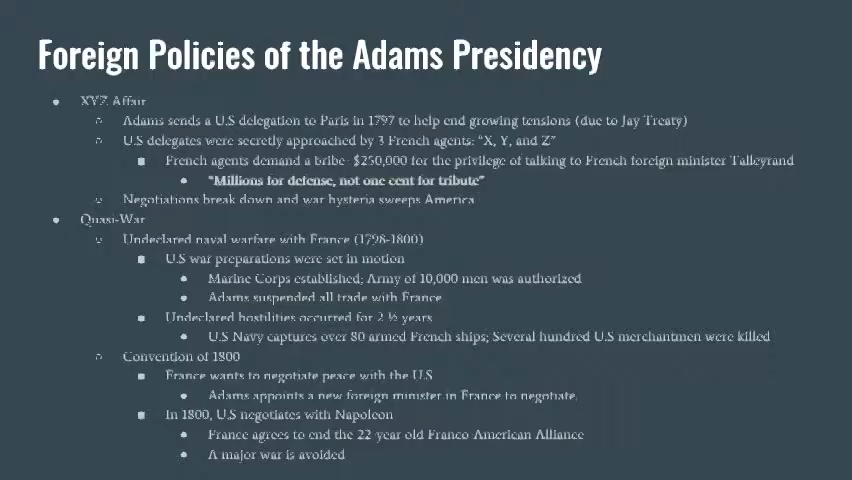 Foreign Policies of the Adams Presidency
XYZ Affair
Adams sends a U.S delegation to Paris in 1797 to help end growing tensions (due to Jay Treaty)
U.S delegates were secretly approached by 3 French agents: "X, Y, and Z"
French agents demand a bribe- $250,000 for the privilege of talking to French foreign minister Talleyrand
"Millions for defense, not one cent for tribute"
Negotiations break down and war hysteria sweeps America
Quasi-War
Undeclared naval warfare with France (1798-1800)
U.S war preparations were set in motion
Marine Corps established; Army of 10,000 men was authorized
Adams suspended all trade with France
Undeclared hostilities occurred for 2 ½ years
U.S Navy captures over 80 armed French ships; Several hundred U.S merchantmen were killed
Convention of 1800
France wants to negotiate peace with the U.S
Adams appoints a new foreign minister in France to negotiate
In 1800, U.S negotiates with Napoleon
France agrees to end the 22 year old Franco American Alliance
A major war is avoided